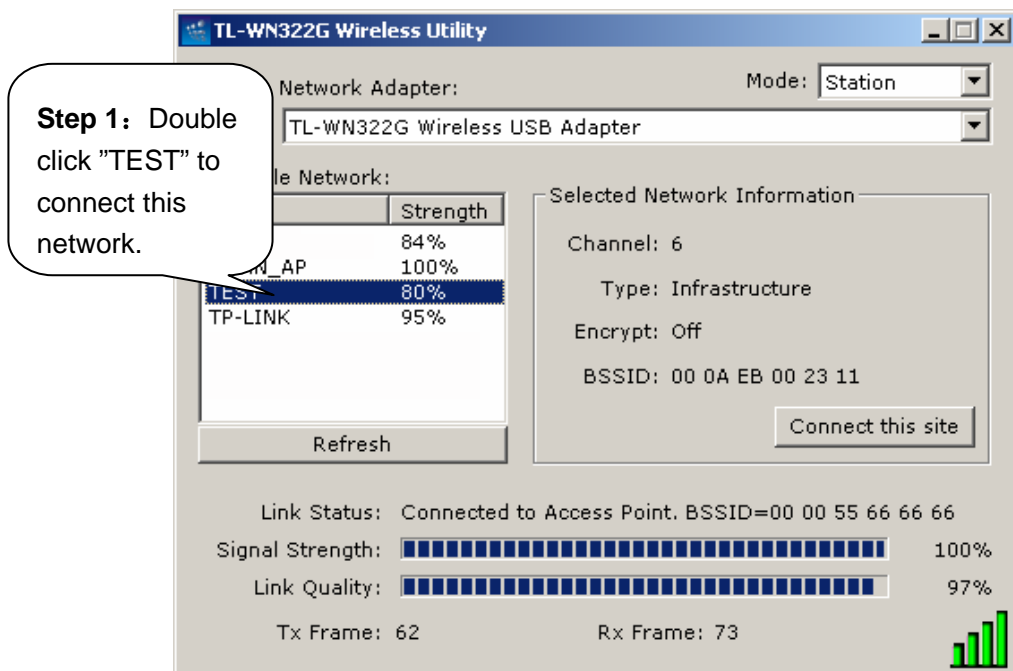 TL-WN322G Wireless Utility
Step 1：Double
click ”TEST” to
connect this
network.
Network Adapter:
Mode: Station
TL-WN322G Wireless USB Adapter
Network:
Strength
84%
AP 100%
TEST 80%
TP-LINK 95%
Refresh
Selected Network Information
Channel: 6
Type: Infrastructure
Encrypt: Off
BSSID: 00 0A EB 00 23 11
Connect this site
Link Status: Connected to Access Point. BSSID=00 00 55 66 66 66
Signal Strength: 100%
Link Quality: 97%
Tx Frame: 62 Rx Frame: 73